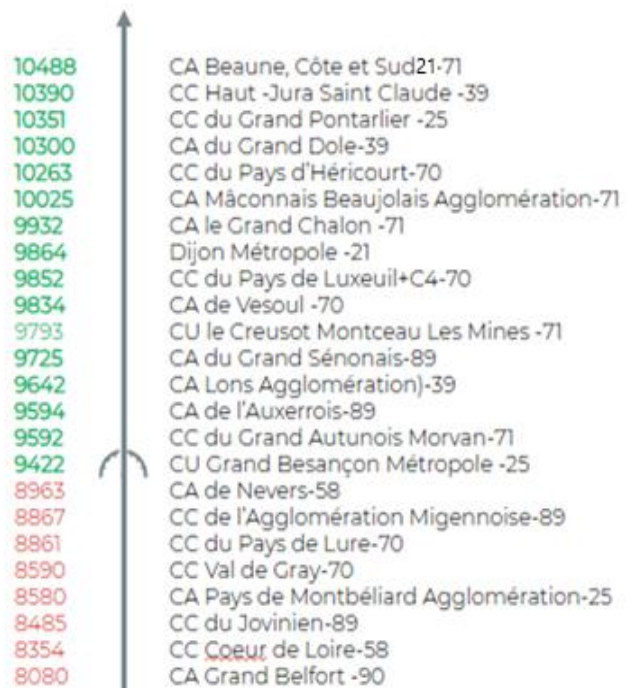 10488 CA Beaune, Côte et Sud21-71
10390 CC Haut -Jura Saint Claude -39
10351 CC du Grand Pontarlier -25
10300 CA du Grand Dole-39
10263 CC du Pays d'Héricourt-70
10025 CA Mâconnais Beaujolais Agglomération-71
9932 CA le Grand Chalon -71
9864 Dijon Métropole -21
9852 CC du Pays de Luxeuil+C4-70
9834 CA de Vesoul -70
9793 CU le Creusot Montceau Les Mines -71
9725 CA du Grand Sénonais-89
9642 CA Lons Agglomération)-39
9594 CA de l'Auxerrois-89
9592 CC du Grand Autunois Morvan-71
9422 CU Grand Besançon Métropole -25
8963 CA de Nevers-58
8867 CC de l'Agglomération Migennoise-89
8861 CC du Pays de Lure-70
8590 CC Val de Gray-70
8580 CA Pays de Montbéliard Agglomération-25
8485 CC du Jovinien-89
8354 CC Coeur de Loire-58
8080 CA Grand Belfort -90